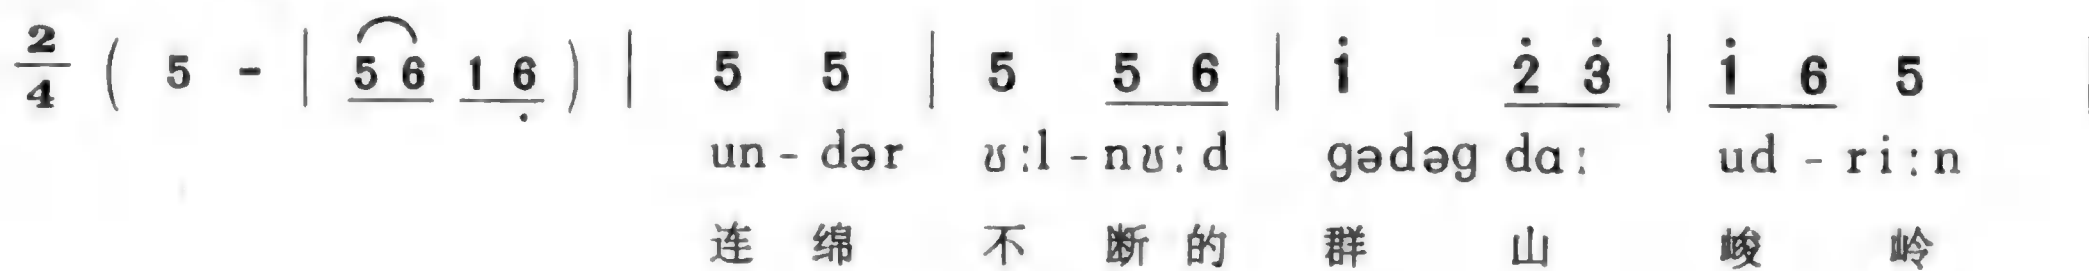 2/4 ( 5 - | 5 6 1 6̣ ) | 5 5 | 5 5 6 | i̇ 2̇ 3̇ | i̇ 6 5 |
un - dər ʊ:l - nʊ: d gədəg dɑ: ud - ri : n
连 绵 不 断 的 群 山 峻 岭